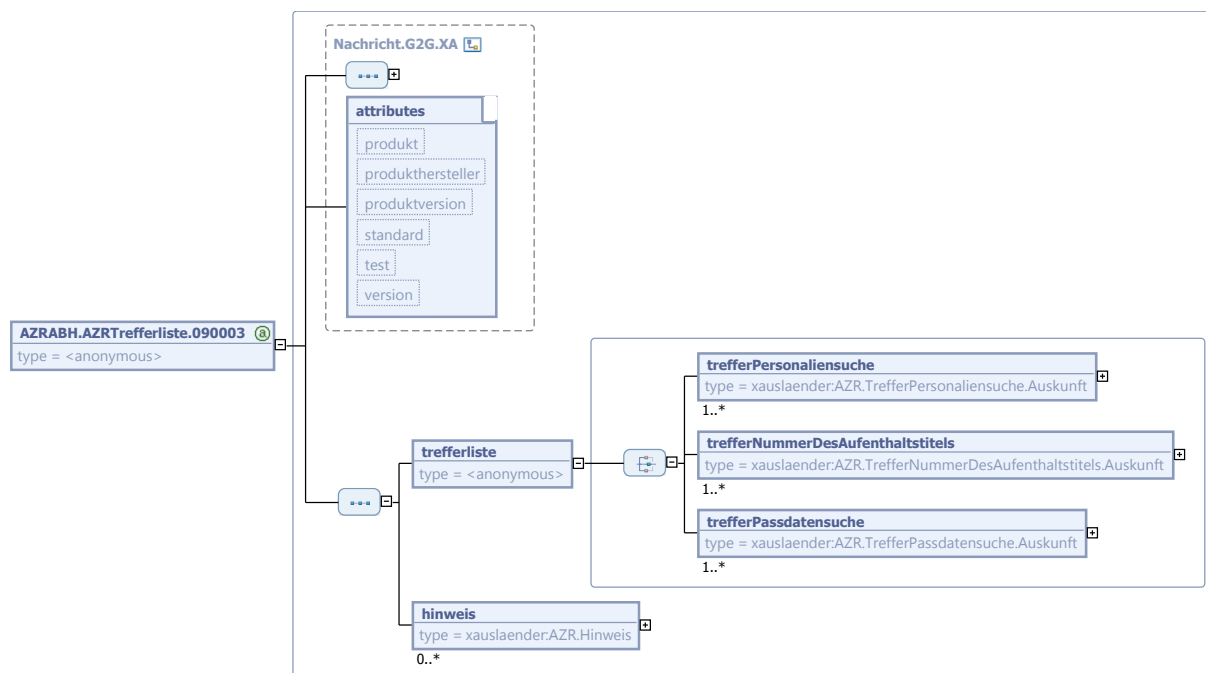 Nachricht.G2G.XA
attributes
produkt
produkthersteller
produktversion
standard
test
version
AZRABH.AZRTrefferliste.090003 a
type = <anonymous>
trefferliste
type = <anonymous>
trefferPersonaliensuche
type = xauslaender:AZR.TrefferPersonaliensuche.Auskunft
1..*
trefferNummerDesAufenthaltstitels
type = xauslaender:AZR.TrefferNummerDesAufenthaltstitels.Auskunft
1..*
trefferPassdatensuche
type = xauslaender:AZR.TrefferPassdatensuche.Auskunft
1..*
hinweis
type = xauslaender:AZR.Hinweis
0..*